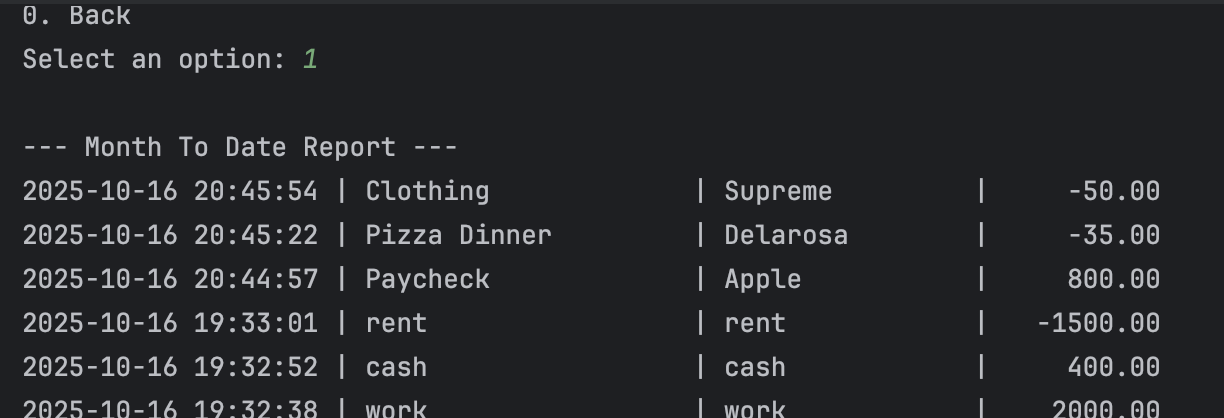 0. Back
Select an option: 1
--- Month To Date Report ---
2025-10-16 20:45:54 | Clothing | Supreme | -50.00
2025-10-16 20:45:22 | Pizza Dinner | Delarosa | -35.00
2025-10-16 20:44:57 | Paycheck | Apple | 800.00
2025-10-16 19:33:01 | rent | rent | -1500.00
2025-10-16 19:32:52 | cash | cash | 400.00
2025-10-16 19:32:38 | work | work | 2000.00